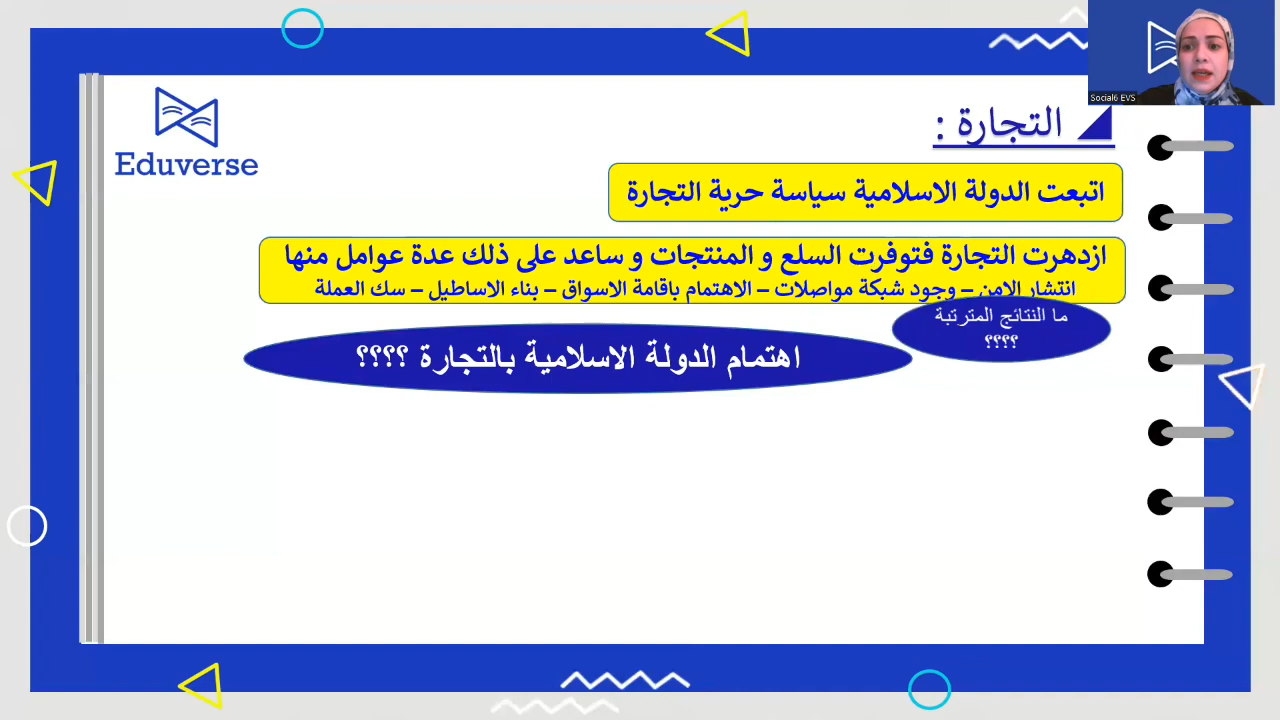 Social6 EVS
Eduverse
التجارة :
اتبعت الدولة الاسلامية سياسة حرية التجارة
ازدهرت التجارة فتوفرت السلع و المنتجات و ساعد على ذلك عدة عوامل منها
انتشار الامن – وجود شبكة مواصلات – الاهتمام باقامة الاسواق – بناء الاساطيل – سك العملة
ما النتائج المترتبة
؟؟؟؟
اهتمام الدولة الاسلامية بالتجارة ؟؟؟؟